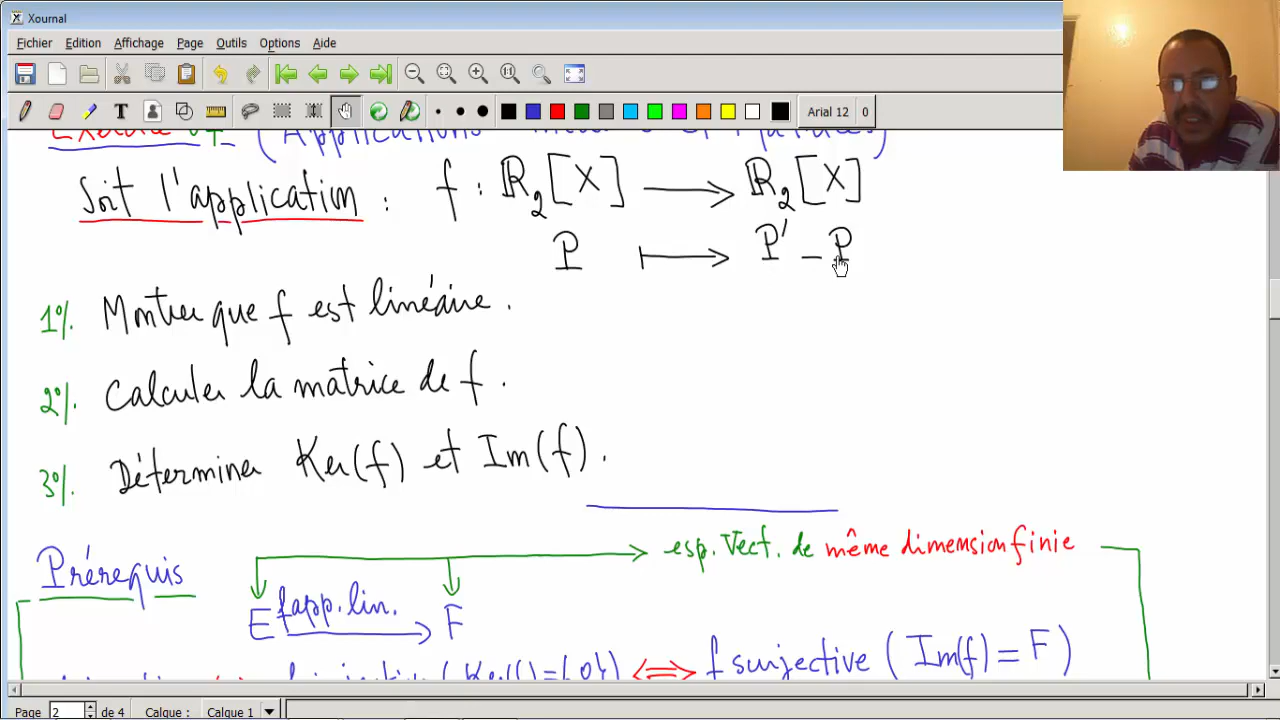 Xournal
Fichier Edition Affichage Page Outils Options Aide
Arial 12 0
Soit l'application : f : ℝ₂[X] ⟶ ℝ₂[X]
P ⟼ P' - P
1°/. Montrer que f est linéaire.
2°/. Calculer la matrice de f.
3°/. Déterminer Ker(f) et Im(f).
Prérequis
esp. Vect. de même dimension finie
E f app. lin. F
⟺ f surjective ( Im(f) = F )
Page 2 de 4 Calque : Calque 1